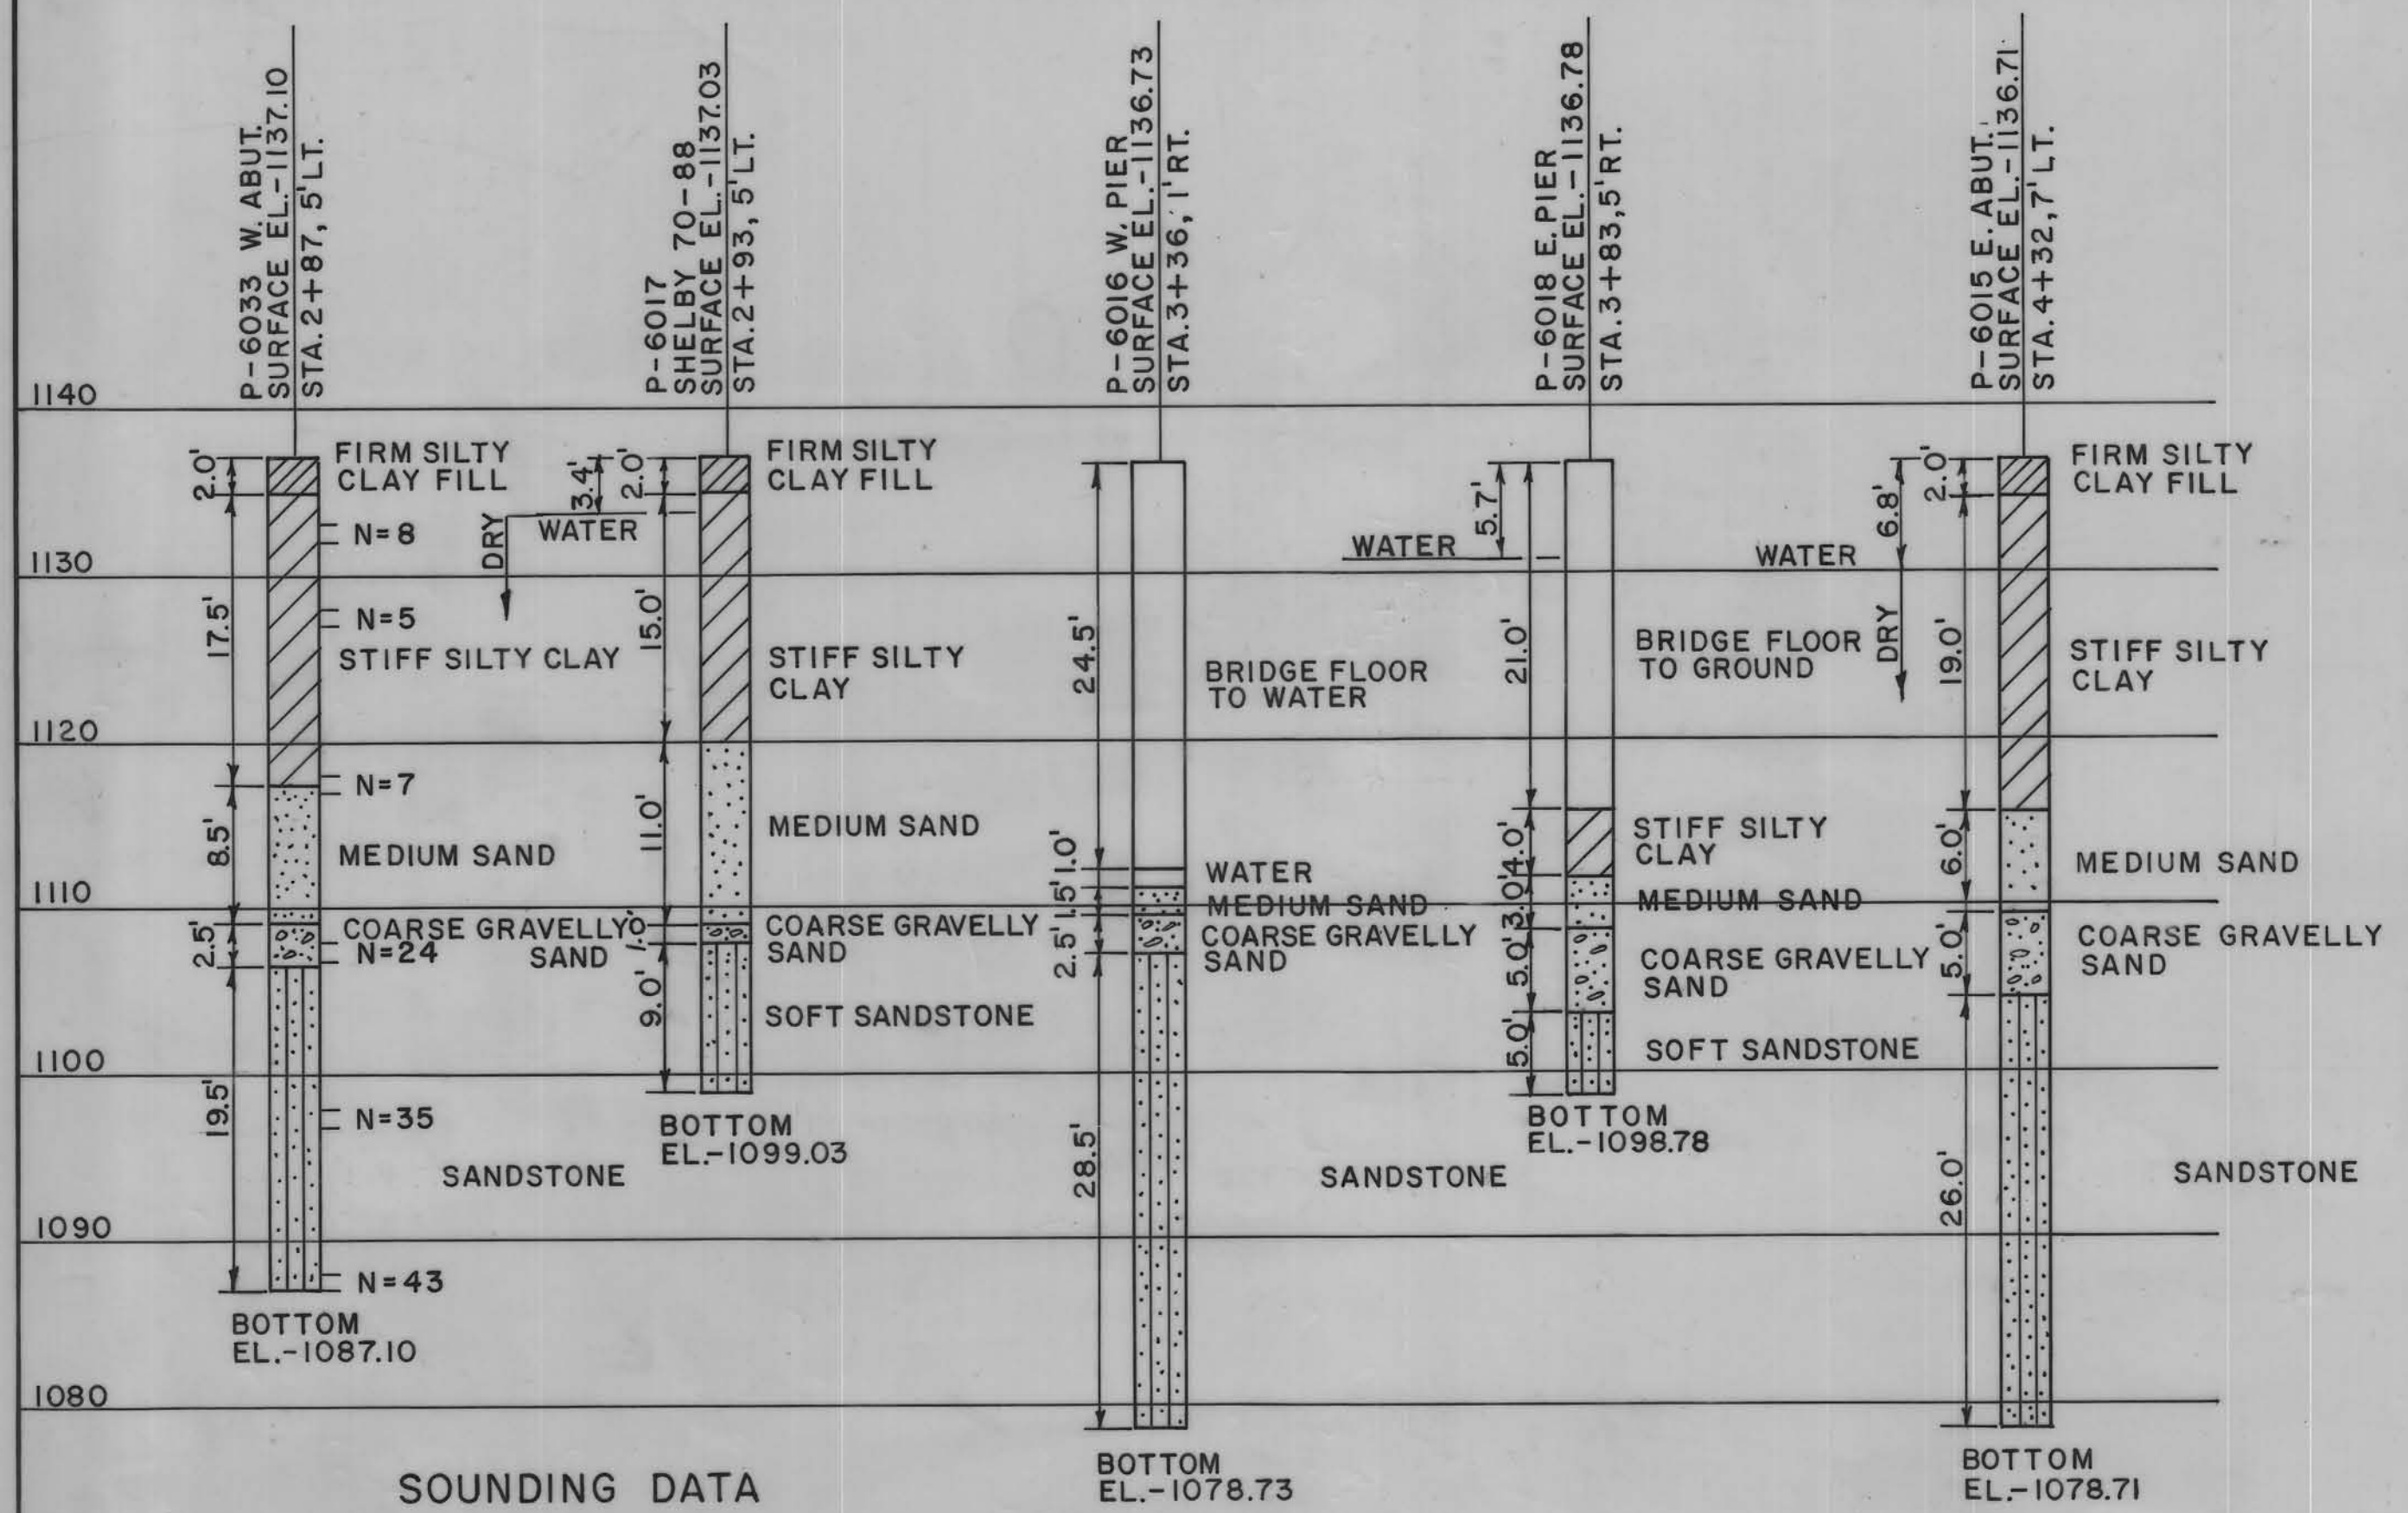 P-6033 W. ABUT.
SURFACE EL.-1137.10
STA.2+87, 5'LT.
P-6017
SHELBY 70-88
SURFACE EL.-1137.03
STA.2+93, 5'LT.
P-6016 W. PIER
SURFACE EL.-1136.73
STA.3+36, 1'RT.
P-6018 E. PIER
SURFACE EL.-1136.78
STA.3+83,5'RT.
P-6015 E. ABUT.
SURFACE EL.-1136.71
STA.4+32,7'LT.
1140
1130
1120
1110
1100
1090
1080
2.0'
17.5'
8.5'
2.5'
19.5'
FIRM SILTY
CLAY FILL
N=8
N=5
STIFF SILTY CLAY
N=7
MEDIUM SAND
COARSE GRAVELLY
N=24 SAND
N=35
SANDSTONE
N=43
BOTTOM
EL.-1087.10
3.4'
WATER
DRY
2.0'
15.0'
11.0'
1.0'
9.0'
FIRM SILTY
CLAY FILL
STIFF SILTY
CLAY
MEDIUM SAND
COARSE GRAVELLY
SAND
SOFT SANDSTONE
BOTTOM
EL.-1099.03
24.5'
1.0'
1.5'
2.5'
28.5'
BRIDGE FLOOR
TO WATER
WATER
MEDIUM SAND
COARSE GRAVELLY
SAND
SANDSTONE
BOTTOM
EL.-1078.73
WATER
5.7'
21.0'
4.0'
3.0'
5.0'
5.0'
BRIDGE FLOOR
TO GROUND
STIFF SILTY
CLAY
MEDIUM SAND
COARSE GRAVELLY
SAND
SOFT SANDSTONE
BOTTOM
EL.-1098.78
WATER
6.8'
DRY
2.0'
19.0'
6.0'
5.0'
26.0'
FIRM SILTY
CLAY FILL
STIFF SILTY
CLAY
MEDIUM SAND
COARSE GRAVELLY
SAND
SANDSTONE
BOTTOM
EL.-1078.71
SOUNDING DATA